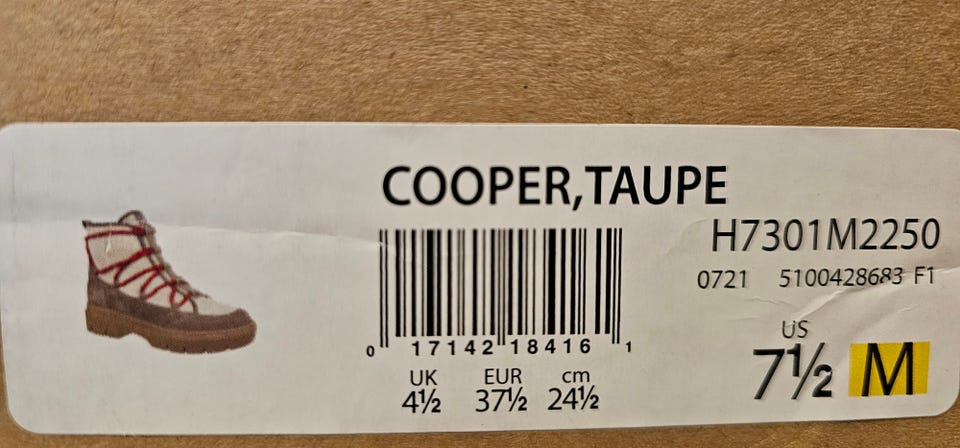 COOPER,TAUPE
H7301M2250
0721 5100428683 F1
0 17142 18416 1
US
7½ M
UK EUR cm
4½ 37½ 24½